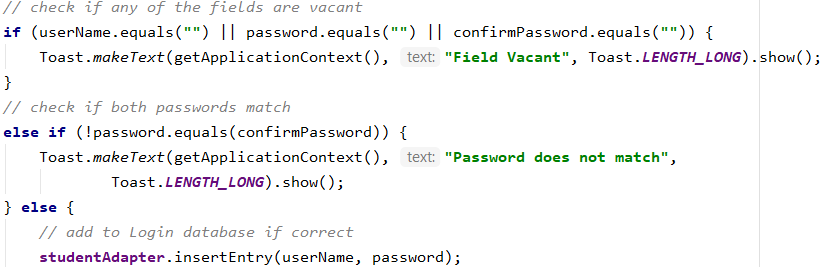 // check if any of the fields are vacant
if (userName.equals("") || password.equals("") || confirmPassword.equals("")) {
    Toast.makeText(getApplicationContext(), text: "Field Vacant", Toast.LENGTH_LONG).show();
}
// check if both passwords match
else if (!password.equals(confirmPassword)) {
    Toast.makeText(getApplicationContext(), text: "Password does not match",
            Toast.LENGTH_LONG).show();
} else {
    // add to Login database if correct
    studentAdapter.insertEntry(userName, password);